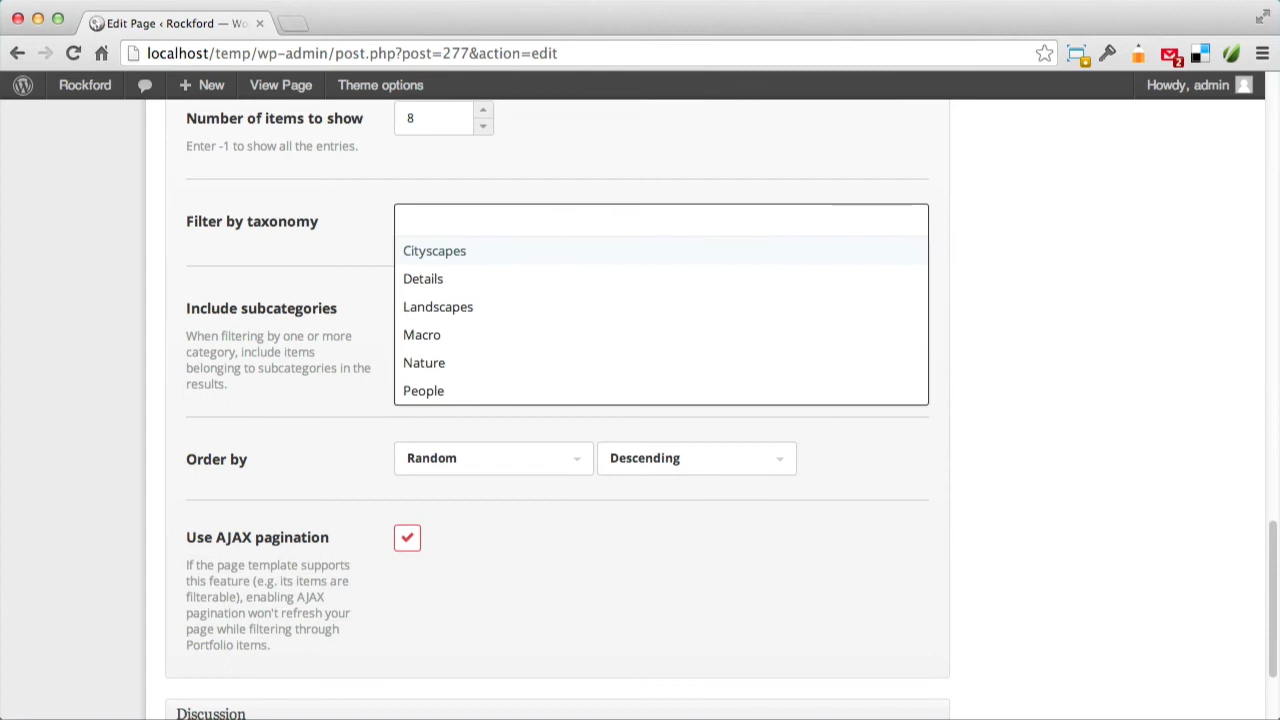 Edit Page ‹ Rockford — Wo
localhost/temp/wp-admin/post.php?post=277&action=edit
2
Rockford
New
View Page
Theme options
Howdy, admin
Number of items to show
8
Enter -1 to show all the entries.
Filter by taxonomy
Cityscapes
Details
Landscapes
Macro
Nature
People
Include subcategories
When filtering by one or more
category, include items
belonging to subcategories in the
results.
Order by
Random
Descending
Use AJAX pagination
If the page template supports
this feature (e.g. its items are
filterable), enabling AJAX
pagination won't refresh your
page while filtering through
Portfolio items.
Discussion